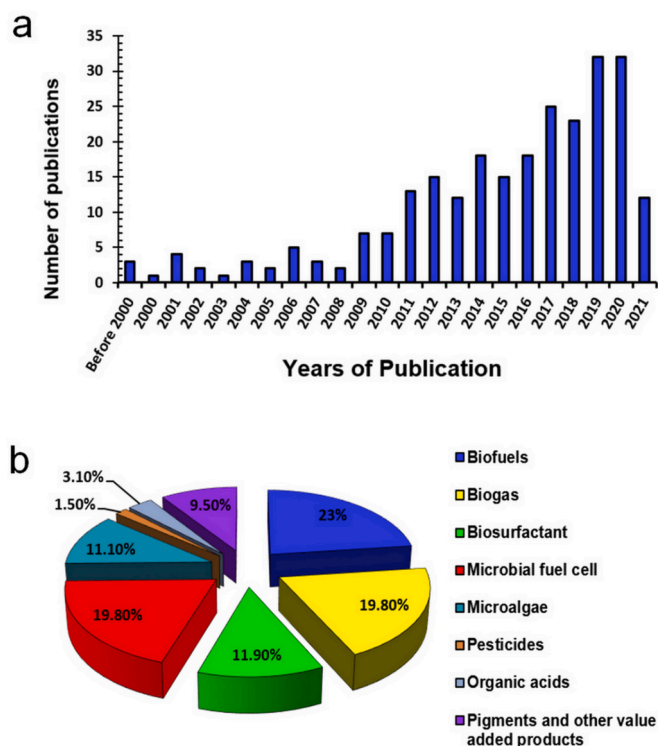 a
35
30
25
20
15
10
5
0
Number of publications
Before 2000
2000
2001
2002
2003
2004
2005
2006
2007
2008
2009
2010
2011
2012
2013
2014
2015
2016
2017
2018
2019
2020
2021
Years of Publication
b
3.10%
1.50%
9.50%
23%
11.10%
19.80%
19.80%
11.90%
Biofuels
Biogas
Biosurfactant
Microbial fuel cell
Microalgae
Pesticides
Organic acids
Pigments and other value
added products